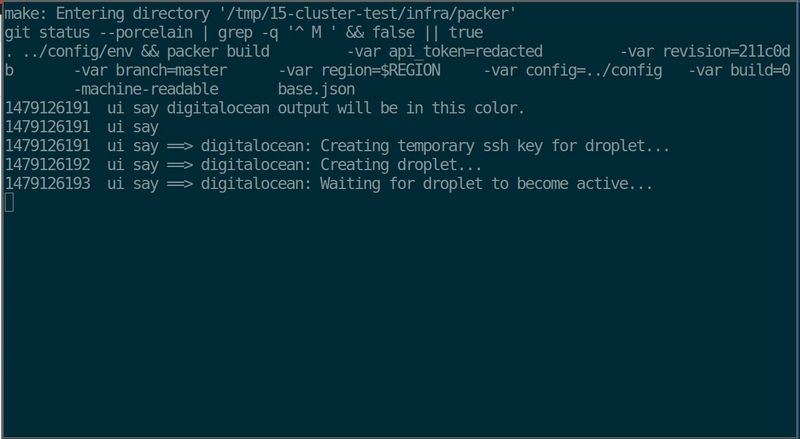 make: Entering directory '/tmp/15-cluster-test/infra/packer'
git status --porcelain | grep -q '^ M ' && false || true
. ../config/env && packer build         -var api_token=redacted         -var revision=211c0d
b       -var branch=master      -var region=$REGION     -var config=../config   -var build=0
        -machine-readable       base.json
1479126191  ui say digitalocean output will be in this color.
1479126191  ui say
1479126191  ui say ==> digitalocean: Creating temporary ssh key for droplet...
1479126192  ui say ==> digitalocean: Creating droplet...
1479126193  ui say ==> digitalocean: Waiting for droplet to become active...